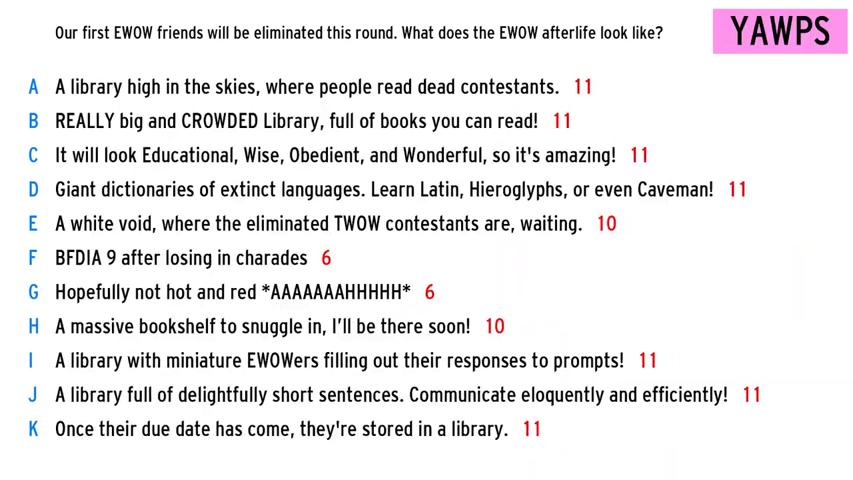 Our first EWOW friends will be eliminated this round. What does the EWOW afterlife look like?
YAWPS
A A library high in the skies, where people read dead contestants. 11
B REALLY big and CROWDED Library, full of books you can read! 11
C It will look Educational, Wise, Obedient, and Wonderful, so it's amazing! 11
D Giant dictionaries of extinct languages. Learn Latin, Hieroglyphs, or even Caveman! 11
E A white void, where the eliminated TWOW contestants are, waiting. 10
F BFDIA 9 after losing in charades 6
G Hopefully not hot and red *AAAAAAAHHHHH* 6
H A massive bookshelf to snuggle in, I'll be there soon! 10
I A library with miniature EWOWers filling out their responses to prompts! 11
J A library full of delightfully short sentences. Communicate eloquently and efficiently! 11
K Once their due date has come, they're stored in a library. 11